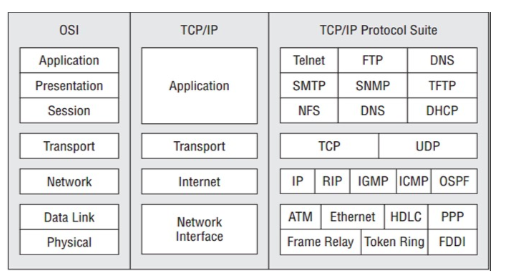 OSI TCP/IP TCP/IP Protocol Suite
Application Telnet FTP DNS
Presentation Application SMTP SNMP TFTP
Session NFS DNS DHCP
Transport Transport TCP UDP
Network Internet IP RIP IGMP ICMP OSPF
Data Link Network Interface ATM Ethernet HDLC PPP
Physical Frame Relay Token Ring FDDI